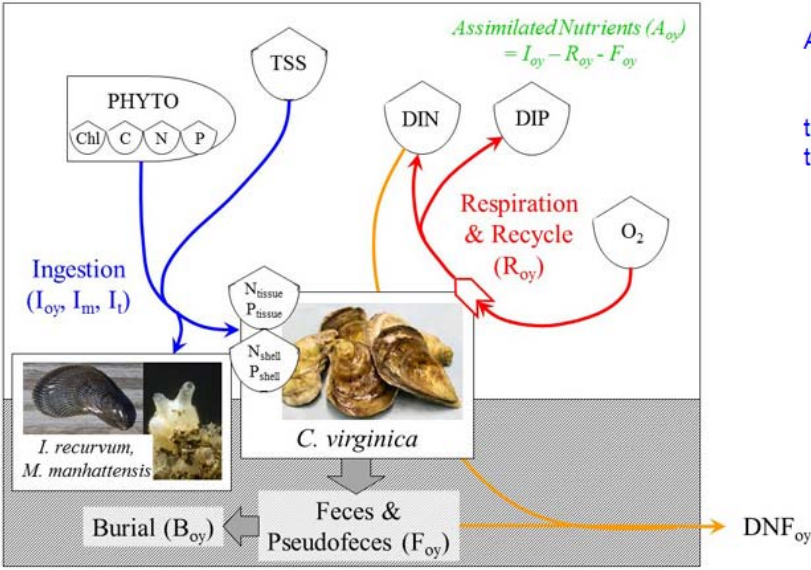 Assimilated Nutrients (Aoy)
= Ioy – Roy - Foy
A
t
t
TSS
PHYTO
Chl C N P
DIN
DIP
Respiration
& Recycle
(Roy)
O2
Ingestion
(Ioy, Im, It)
Ntissue
Ptissue
Nshell
Pshell
I. recurvum,
M. manhattensis
C. virginica
Feces &
Pseudofeces (Foy)
Burial (Boy)
DNFoy